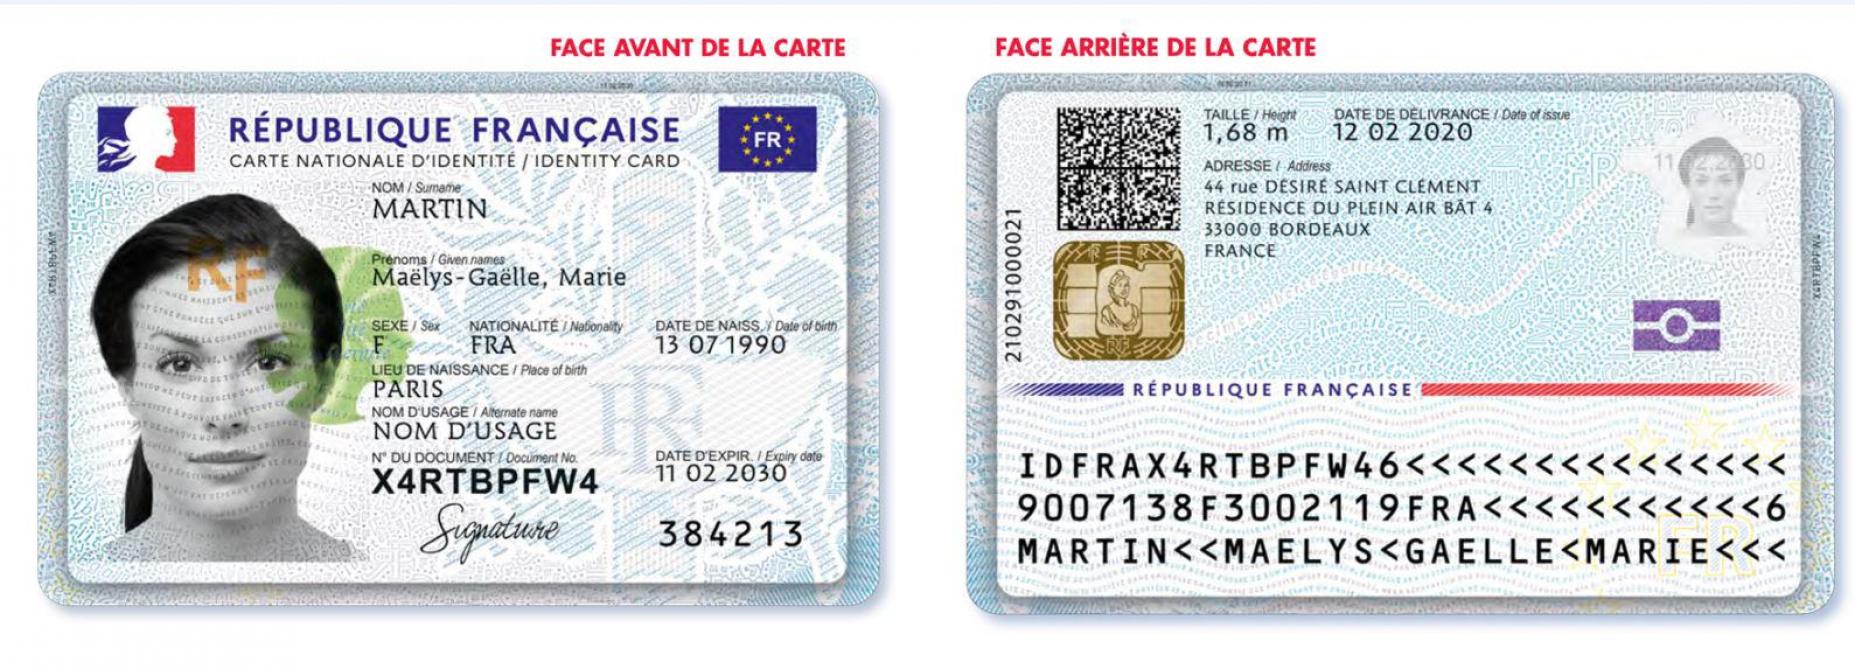 FACE AVANT DE LA CARTE
RÉPUBLIQUE FRANÇAISE
CARTE NATIONALE D'IDENTITÉ / IDENTITY CARD
FR
NOM / Surname
MARTIN
Prénoms / Given names
Maëlys-Gaëlle, Marie
SEXE / Sex NATIONALITÉ / Nationality DATE DE NAISS. / Date of birth
F FRA 13 07 1990
LIEU DE NAISSANCE / Place of birth
PARIS
NOM D'USAGE / Alternate name
NOM D'USAGE
N° DU DOCUMENT / Document No. DATE D'EXPIR. / Expiry date
X4RTBPFW4 11 02 2030
Signature 384213
RF
FACE ARRIÈRE DE LA CARTE
TAILLE / Height DATE DE DÉLIVRANCE / Date of issue
1,68 m 12 02 2020
ADRESSE / Address
44 rue DÉSIRÉ SAINT CLÉMENT
RÉSIDENCE DU PLEIN AIR BÂT 4
33000 BORDEAUX
FRANCE
11 02 2030
210291000021
RF
X4RTBPFW4
RÉPUBLIQUE FRANÇAISE
IDFRAX4RTBPFW46<<<<<<<<<<<<<<<
9007138F3002119FRA<<<<<<<<<<<6
MARTIN<<MAELYS<GAELLE<MARIE<<<
FR